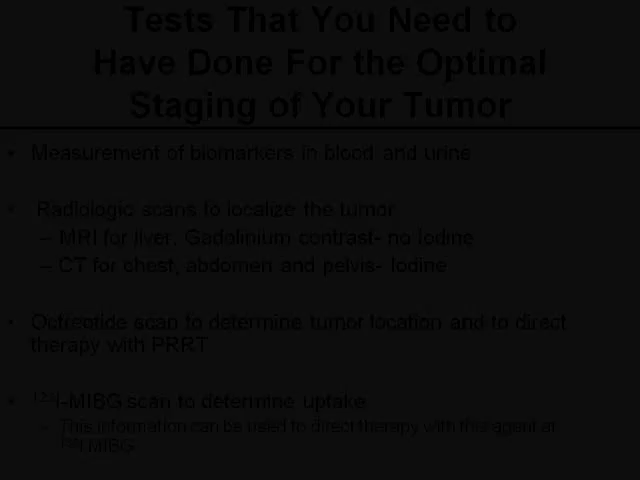 Tests That You Need to
Have Done For the Optimal
Staging of Your Tumor
• Measurement of biomarkers in blood and urine
• Radiologic scans to localize the tumor
– MRI for liver, Gadolinium contrast- no Iodine
– CT for chest, abdomen and pelvis- Iodine
• Octreotide scan to determine tumor location and to direct
therapy with PRRT
• I-MIBG scan to determine uptake
– This information can be used to direct therapy with this agent at
I MIBG